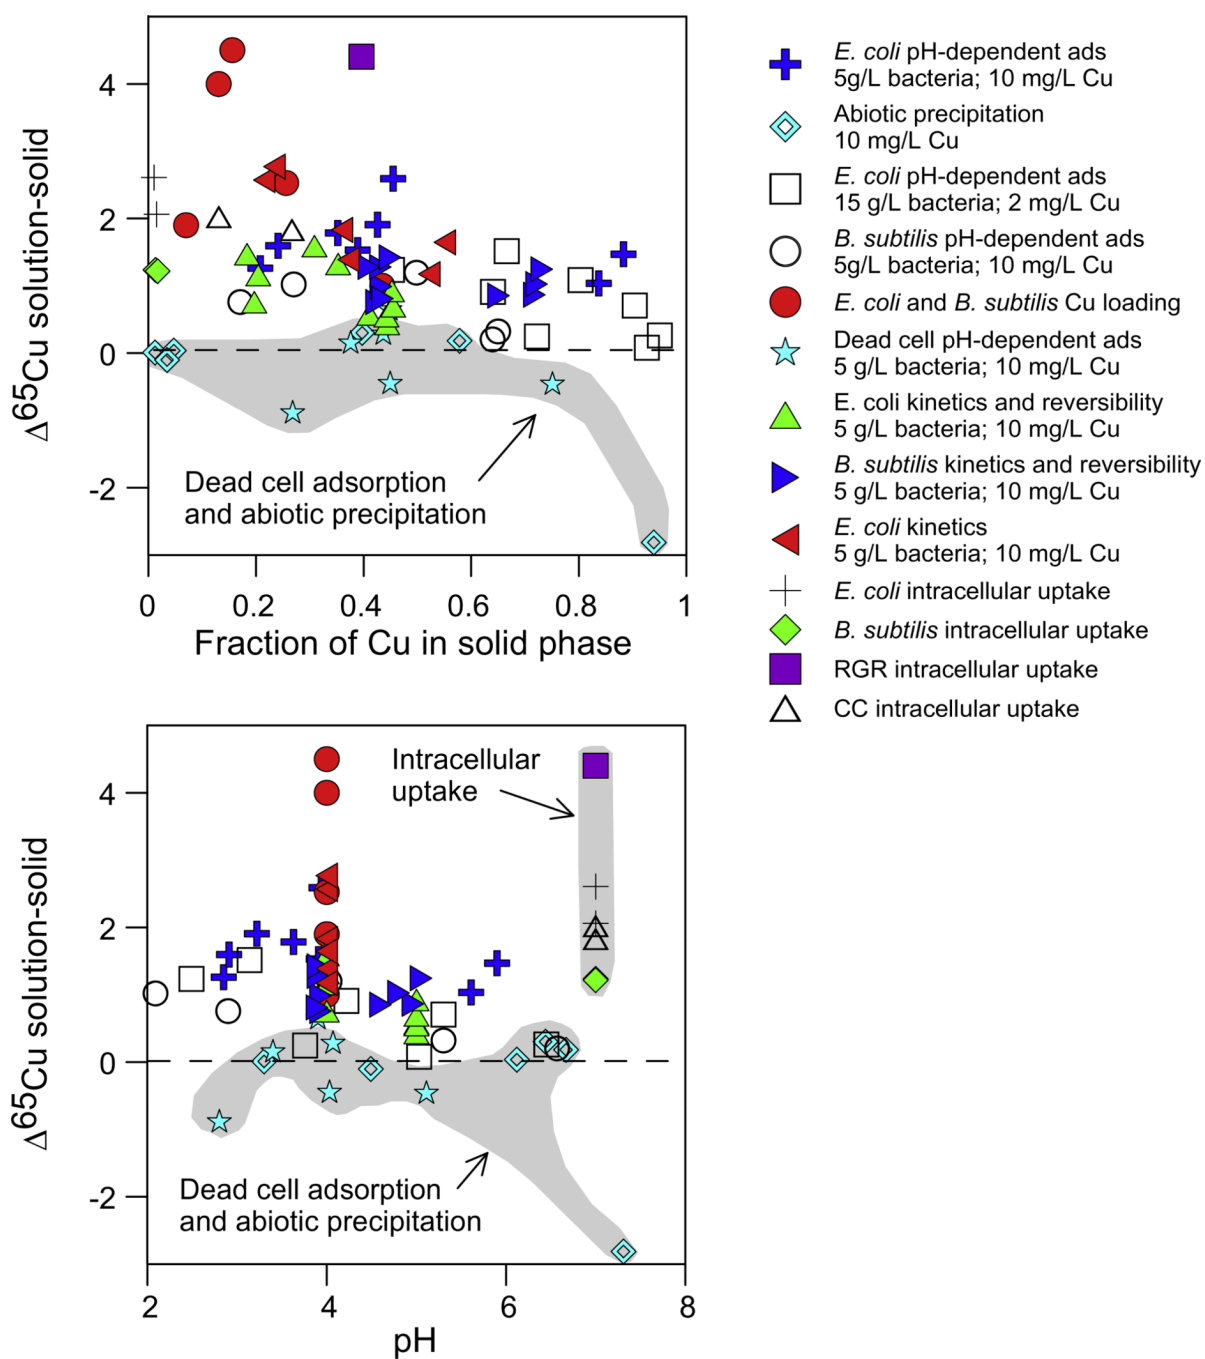 4
2
0
-2
Δ65Cu solution-solid
Dead cell adsorption
and abiotic precipitation
0
0.2
0.4
0.6
0.8
1
Fraction of Cu in solid phase
E. coli pH-dependent ads
5g/L bacteria; 10 mg/L Cu
Abiotic precipitation
10 mg/L Cu
E. coli pH-dependent ads
15 g/L bacteria; 2 mg/L Cu
B. subtilis pH-dependent ads
5g/L bacteria; 10 mg/L Cu
E. coli and B. subtilis Cu loading
Dead cell pH-dependent ads
5 g/L bacteria; 10 mg/L Cu
E. coli kinetics and reversibility
5 g/L bacteria; 10 mg/L Cu
B. subtilis kinetics and reversibility
5 g/L bacteria; 10 mg/L Cu
E. coli kinetics
5 g/L bacteria; 10 mg/L Cu
E. coli intracellular uptake
B. subtilis intracellular uptake
RGR intracellular uptake
CC intracellular uptake
4
2
0
-2
Δ65Cu solution-solid
Intracellular
uptake
Dead cell adsorption
and abiotic precipitation
2
4
6
8
pH